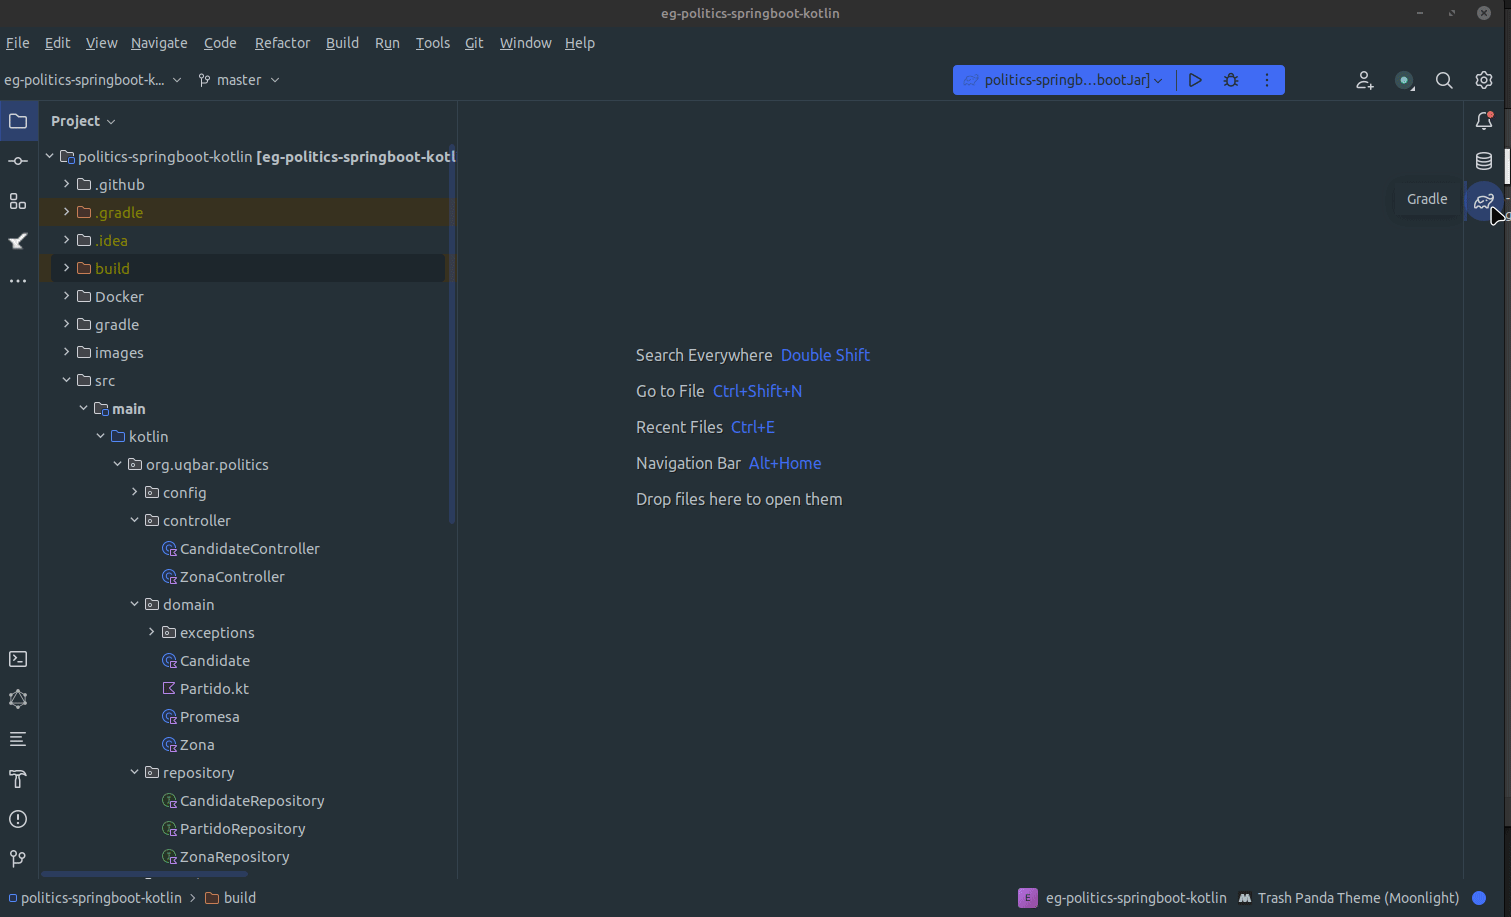 eg-politics-springboot-kotlin
File Edit View Navigate Code Refactor Build Run Tools Git Window Help
eg-politics-springboot-k... master politics-springb...bootJar]
Project
politics-springboot-kotlin [eg-politics-springboot-kotl
.github
.gradle
Gradle
.idea
build
Docker
gradle
images
src
main
kotlin
org.uqbar.politics
config
controller
CandidateController
ZonaController
domain
exceptions
Candidate
Partido.kt
Promesa
Zona
repository
CandidateRepository
PartidoRepository
ZonaRepository
Search Everywhere Double Shift
Go to File Ctrl+Shift+N
Recent Files Ctrl+E
Navigation Bar Alt+Home
Drop files here to open them
politics-springboot-kotlin > build E eg-politics-springboot-kotlin M Trash Panda Theme (Moonlight)